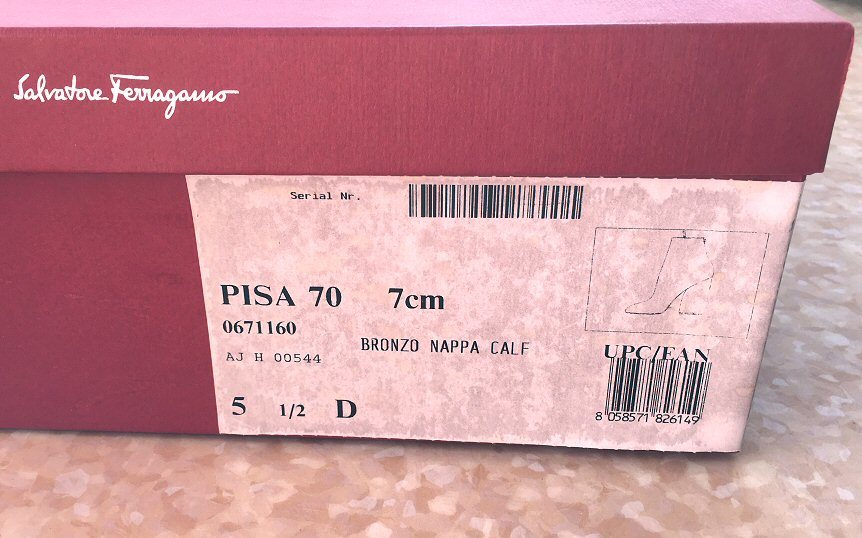 Salvatore Ferragamo
Serial Nr.
PISA 70 7cm
0671160
BRONZO NAPPA CALF
AJ H 00544
UPC/EAN
5 1/2 D
8 058571 826149